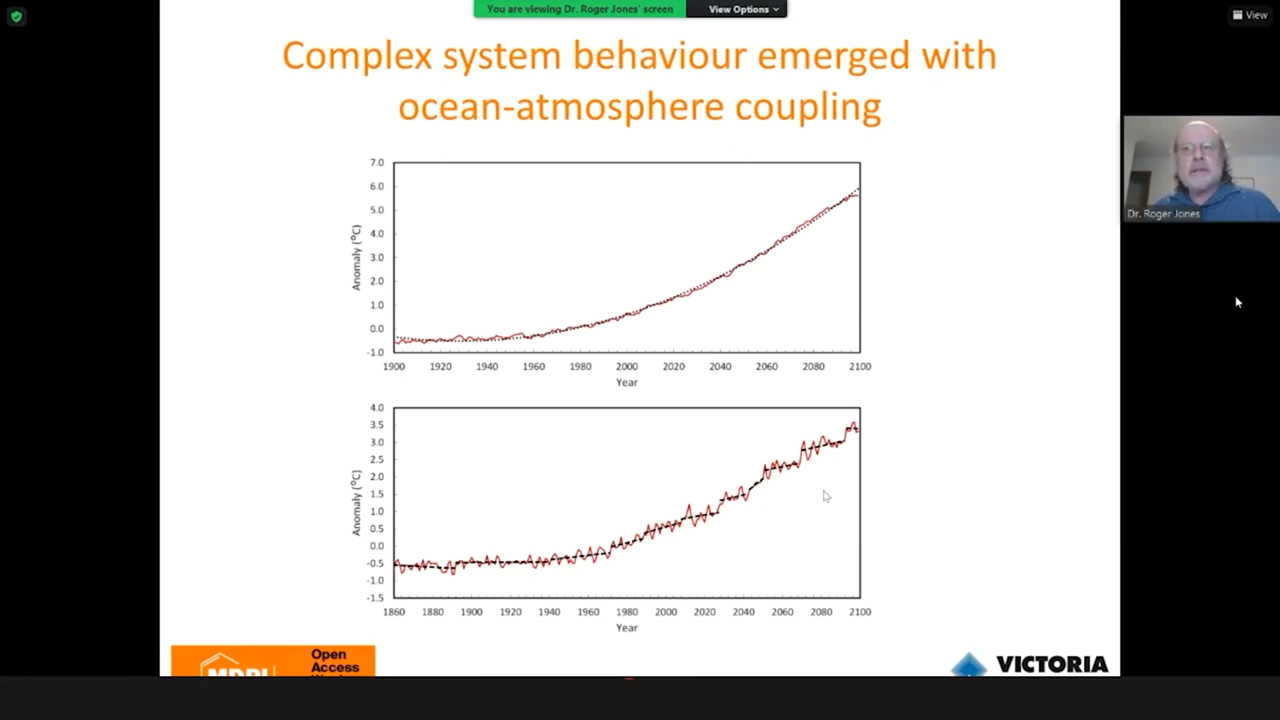 You are viewing Dr. Roger Jones' screen
View Options
View
Complex system behaviour emerged with
ocean-atmosphere coupling
Dr. Roger Jones
7.0
6.0
5.0
4.0
3.0
2.0
1.0
0.0
-1.0
Anomaly (°C)
1900 1920 1940 1960 1980 2000 2020 2040 2060 2080 2100
Year
4.0
3.5
3.0
2.5
2.0
1.5
1.0
0.5
0.0
-0.5
-1.0
-1.5
Anomaly (°C)
1860 1880 1900 1920 1940 1960 1980 2000 2020 2040 2060 2080 2100
Year
Open
Access
VICTORIA